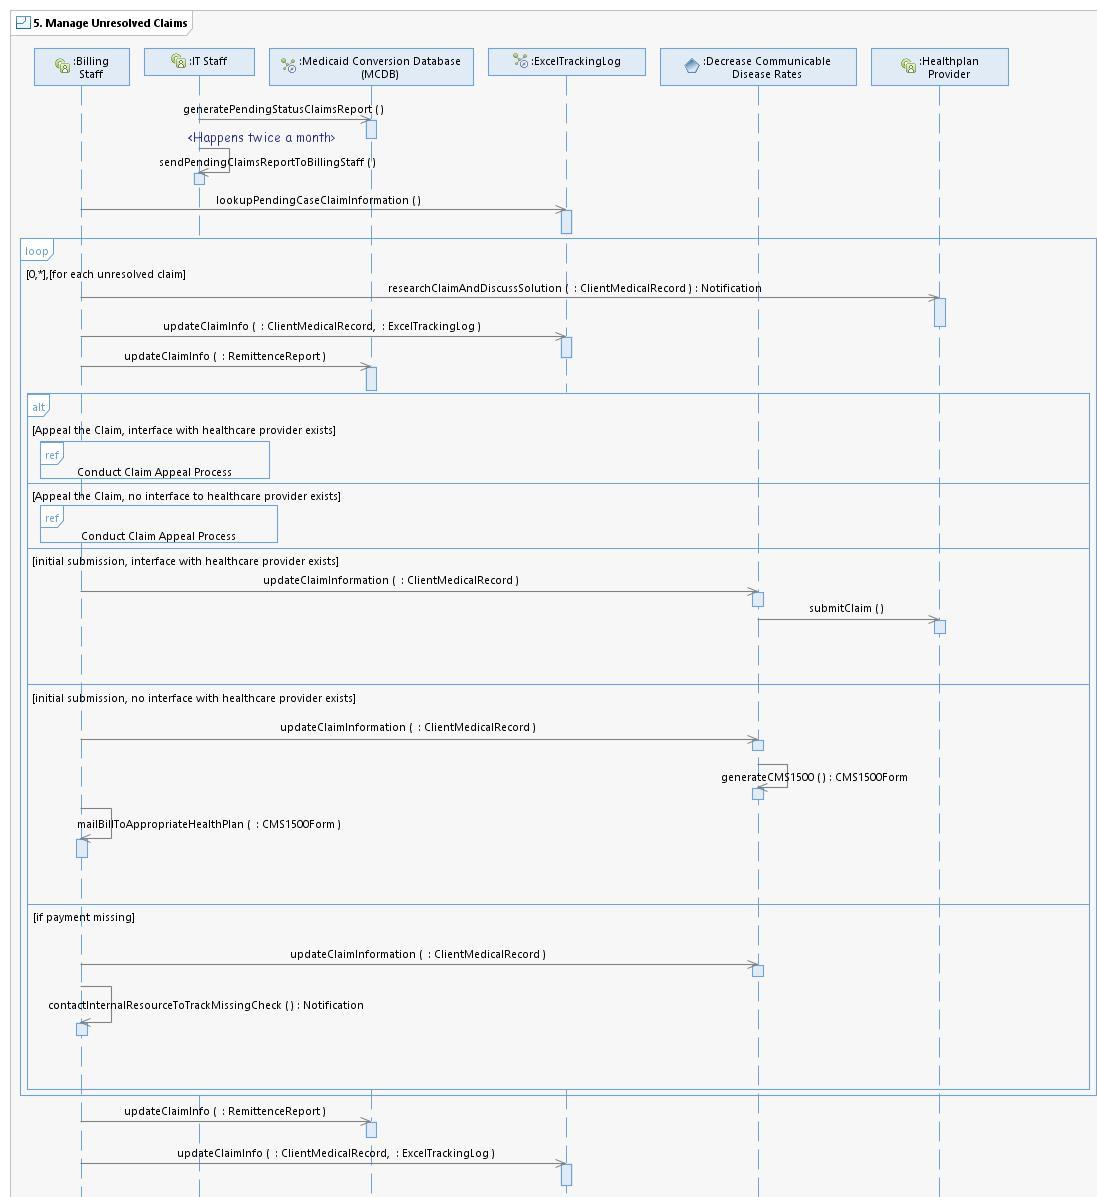 5. Manage Unresolved Claims
:Billing
Staff
:IT Staff
:Medicaid Conversion Database
(MCDB)
:ExcelTrackingLog
:Decrease Communicable
Disease Rates
:Healthplan
Provider
generatePendingStatusClaimsReport ( )
<Happens twice a month>
sendPendingClaimsReportToBillingStaff ( )
lookupPendingCaseClaimInformation ( )
loop
[0,*],[for each unresolved claim]
researchClaimAndDiscussSolution (  : ClientMedicalRecord ) : Notification
updateClaimInfo (  : ClientMedicalRecord,  : ExcelTrackingLog )
updateClaimInfo (  : RemittenceReport )
alt
[Appeal the Claim, interface with healthcare provider exists]
ref
Conduct Claim Appeal Process
[Appeal the Claim, no interface to healthcare provider exists]
ref
Conduct Claim Appeal Process
[initial submission, interface with healthcare provider exists]
updateClaimInformation (  : ClientMedicalRecord )
submitClaim ( )
[initial submission, no interface with healthcare provider exists]
updateClaimInformation (  : ClientMedicalRecord )
generateCMS1500 ( ) : CMS1500Form
mailBillToAppropriateHealthPlan (  : CMS1500Form )
[if payment missing]
updateClaimInformation (  : ClientMedicalRecord )
contactInternalResourceToTrackMissingCheck ( ) : Notification
updateClaimInfo (  : RemittenceReport )
updateClaimInfo (  : ClientMedicalRecord,  : ExcelTrackingLog )